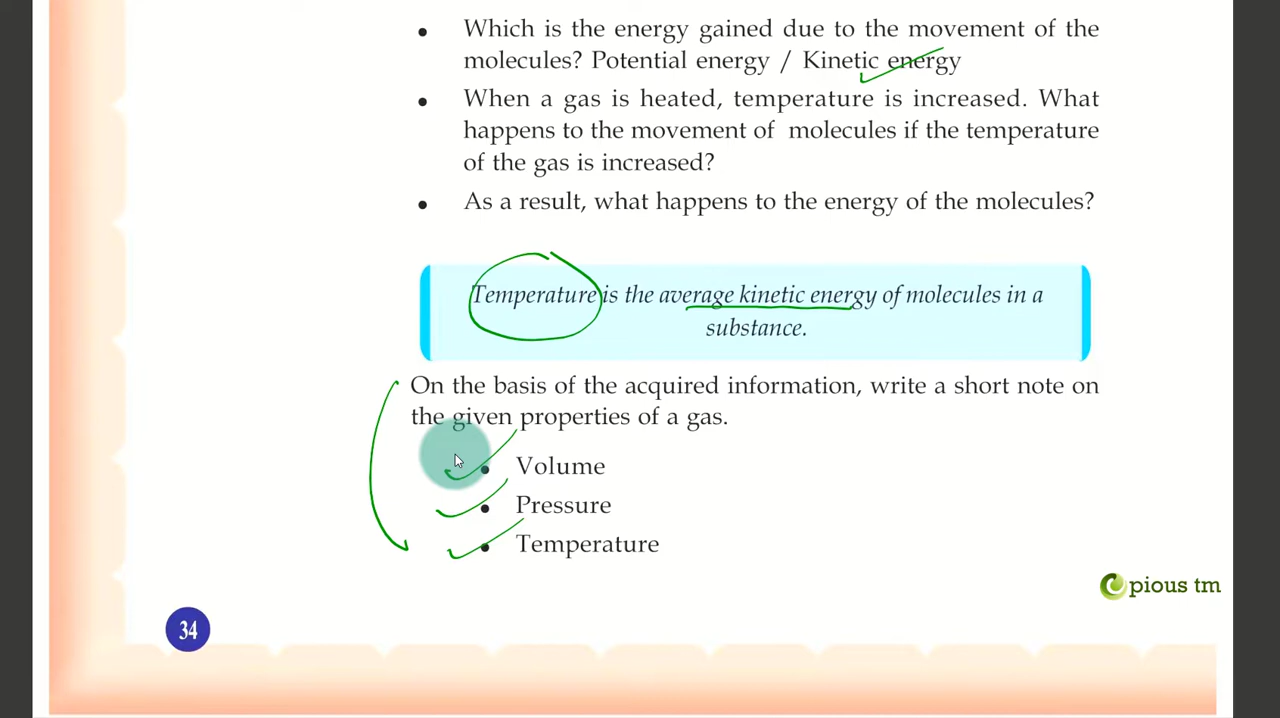 • Which is the energy gained due to the movement of the
molecules? Potential energy / Kinetic energy
• When a gas is heated, temperature is increased. What
happens to the movement of molecules if the temperature
of the gas is increased?
• As a result, what happens to the energy of the molecules?
Temperature is the average kinetic energy of molecules in a
substance.
On the basis of the acquired information, write a short note on
the given properties of a gas.
• Volume
• Pressure
• Temperature
pious tm
34